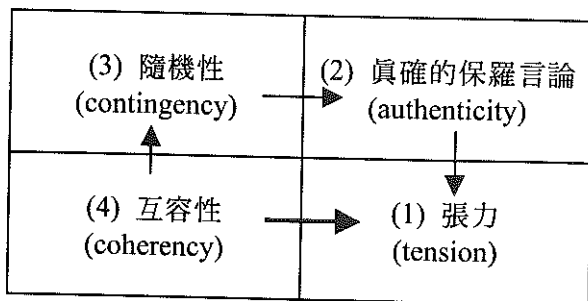 (3) 隨機性
(contingency)
(2) 眞確的保羅言論
(authenticity)
(4) 互容性
(coherency)
(1) 張力
(tension)